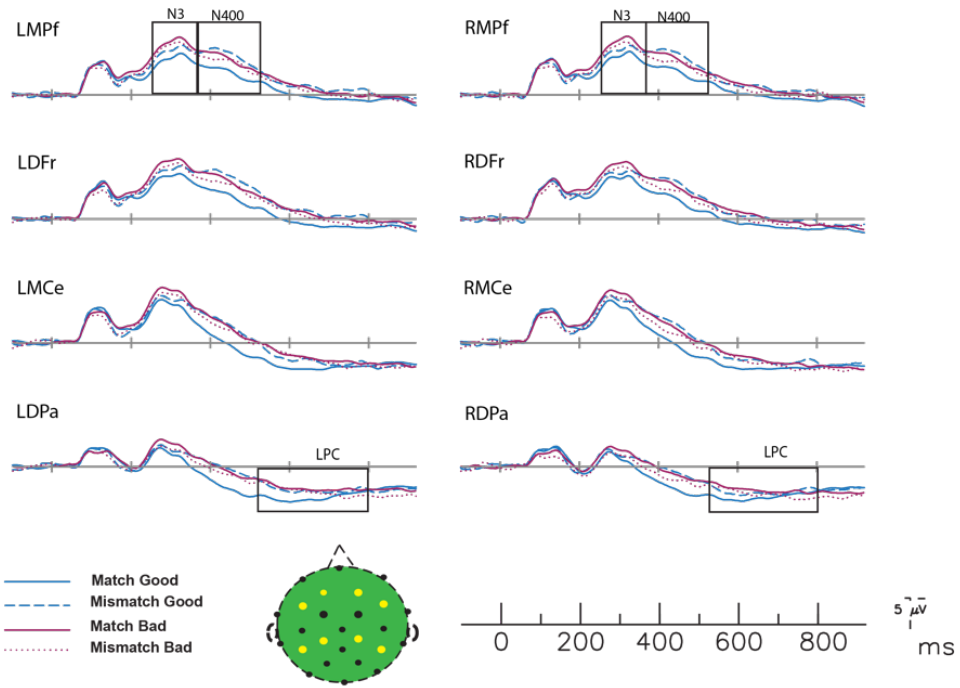 N3 N400
LMPf
N3 N400
RMPf
LDFr
RDFr
LMCe
RMCe
LDPa
LPC
RDPa
LPC
Match Good
Mismatch Good
Match Bad
Mismatch Bad
5 μV
0 200 400 600 800 ms